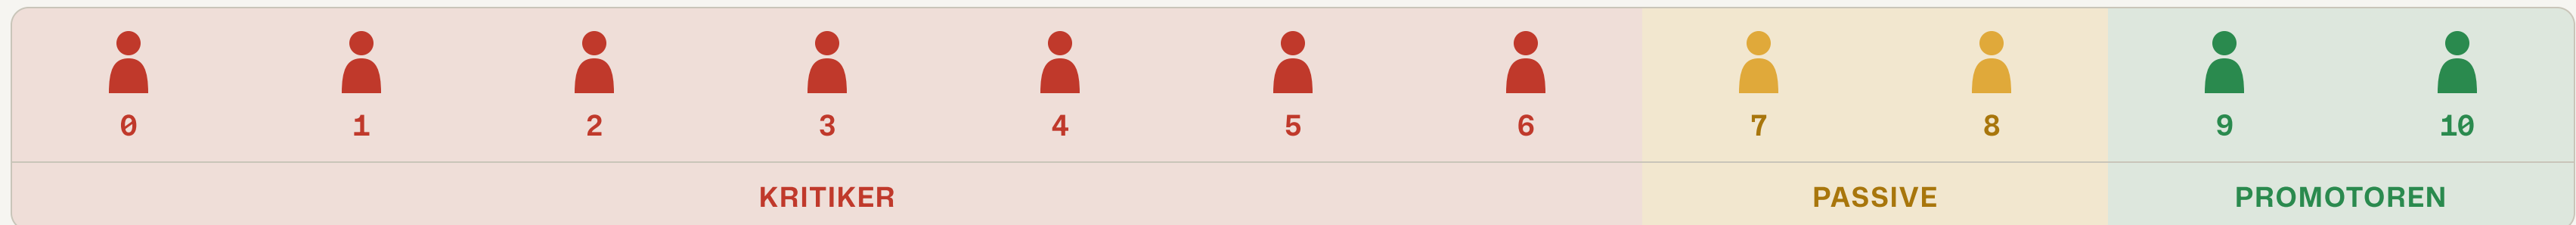 0 1 2 3 4 5 6 7 8 9 10
KRITIKER PASSIVE PROMOTOREN